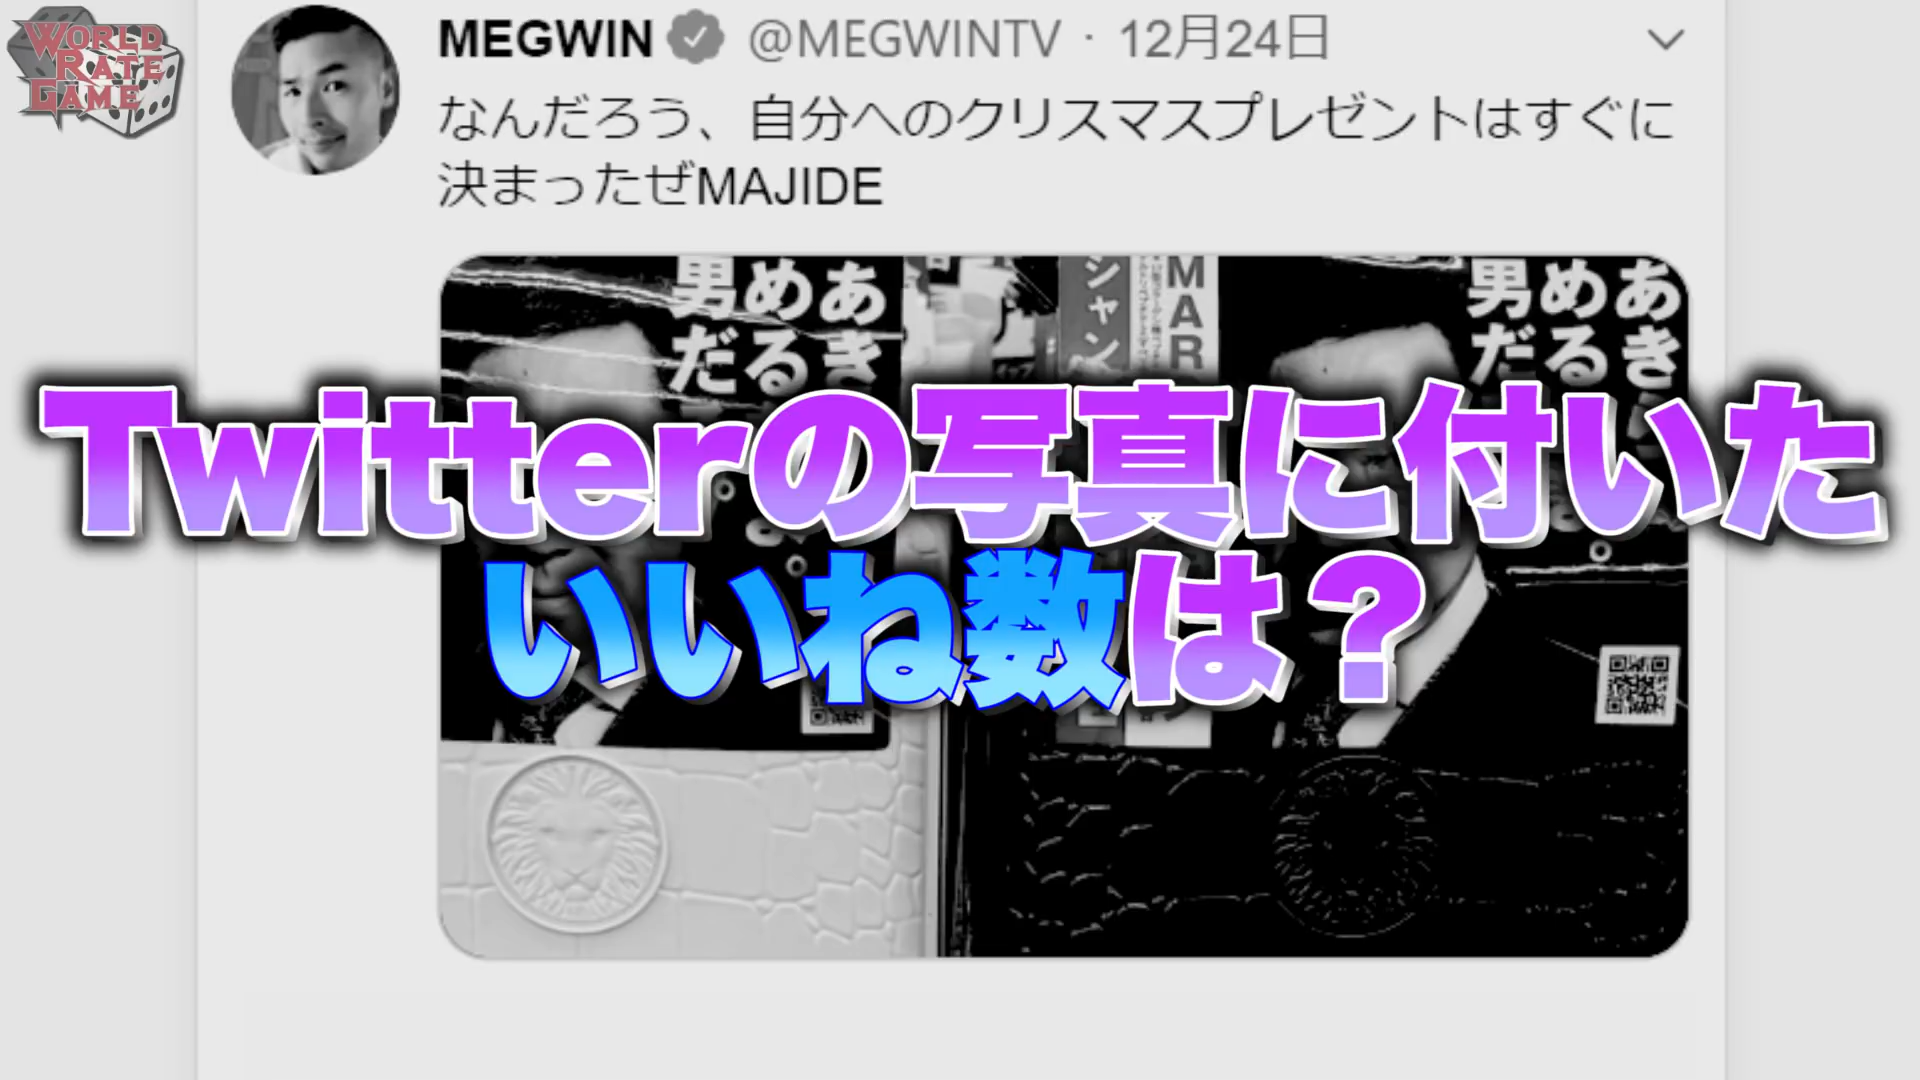 WORLD
RATE
GAME
MEGWIN @MEGWINTV · 12月24日
なんだろう、自分へのクリスマスプレゼントはすぐに
決まったぜMAJIDE
あき
める
男だ
シャン
MAR
あき
める
男だ
Twitterの写真に付いた
いいね数は？